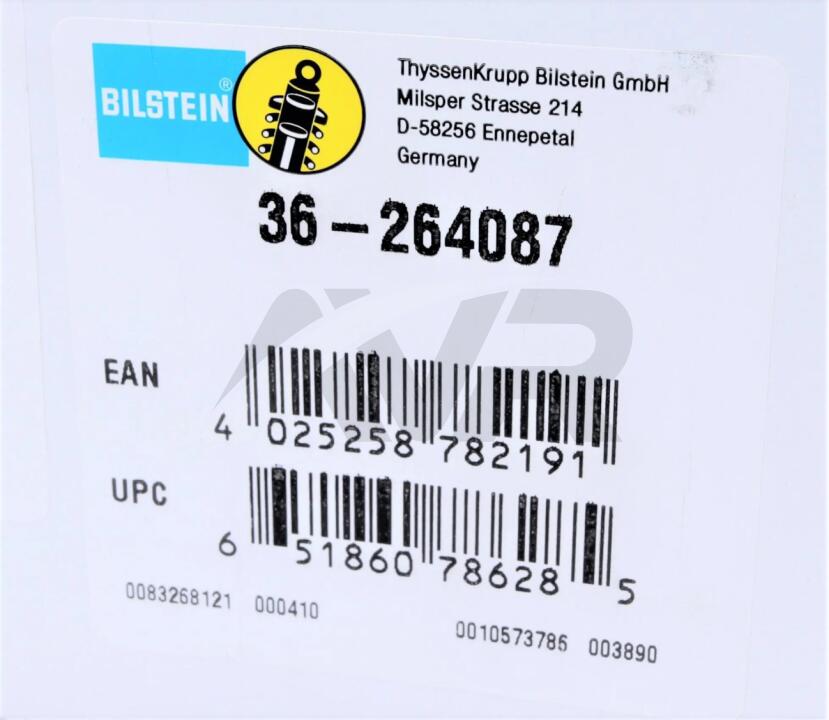 BILSTEIN®
ThyssenKrupp Bilstein GmbH
Milsper Strasse 214
D-58256 Ennepetal
Germany
36-264087
AVR
EAN
4 025258 782191
UPC
6 51860 78628 5
0083268121 000410
0010573786 003890